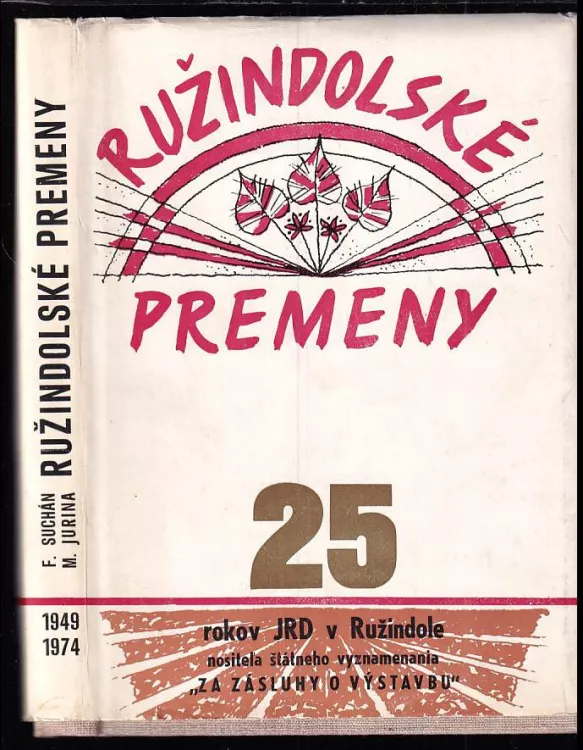 RUŽINDOLSKÉ
PREMENY
25
rokov JRD v Ružindole
nositeľa štátneho vyznamenania
„ZA ZÁSLUHY O VÝSTAVBU"
F. SUCHÁN
M. JURINA
RUŽINDOLSKÉ PREMENY
1949
1974